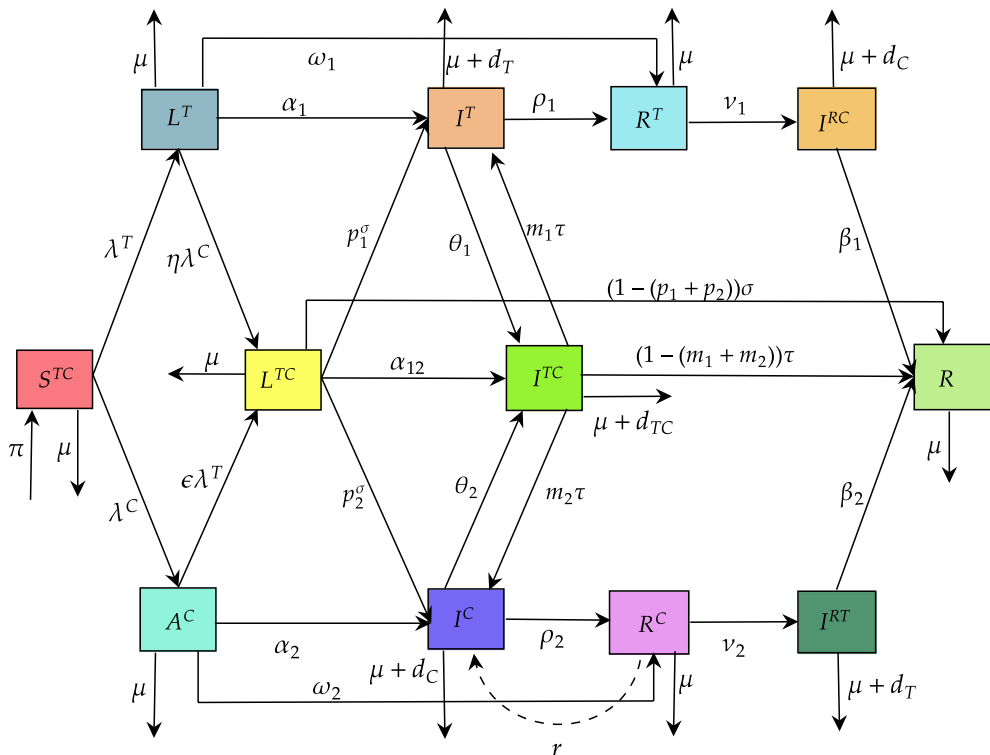 μ
ω₁
μ + d_T
μ
μ + d_C
L^T
α₁
I^T
ρ₁
R^T
ν₁
I^RC
λ^T
ηλ^C
p₁^σ
θ₁
m₁τ
β₁
(1 − (p₁ + p₂))σ
S^TC
μ
L^TC
α₁₂
I^TC
(1 − (m₁ + m₂))τ
R
π
μ
μ + d_TC
μ
λ^C
ϵλ^T
p₂^σ
θ₂
m₂τ
β₂
A^C
α₂
I^C
ρ₂
R^C
ν₂
I^RT
μ
ω₂
μ + d_C
μ
μ + d_T
r